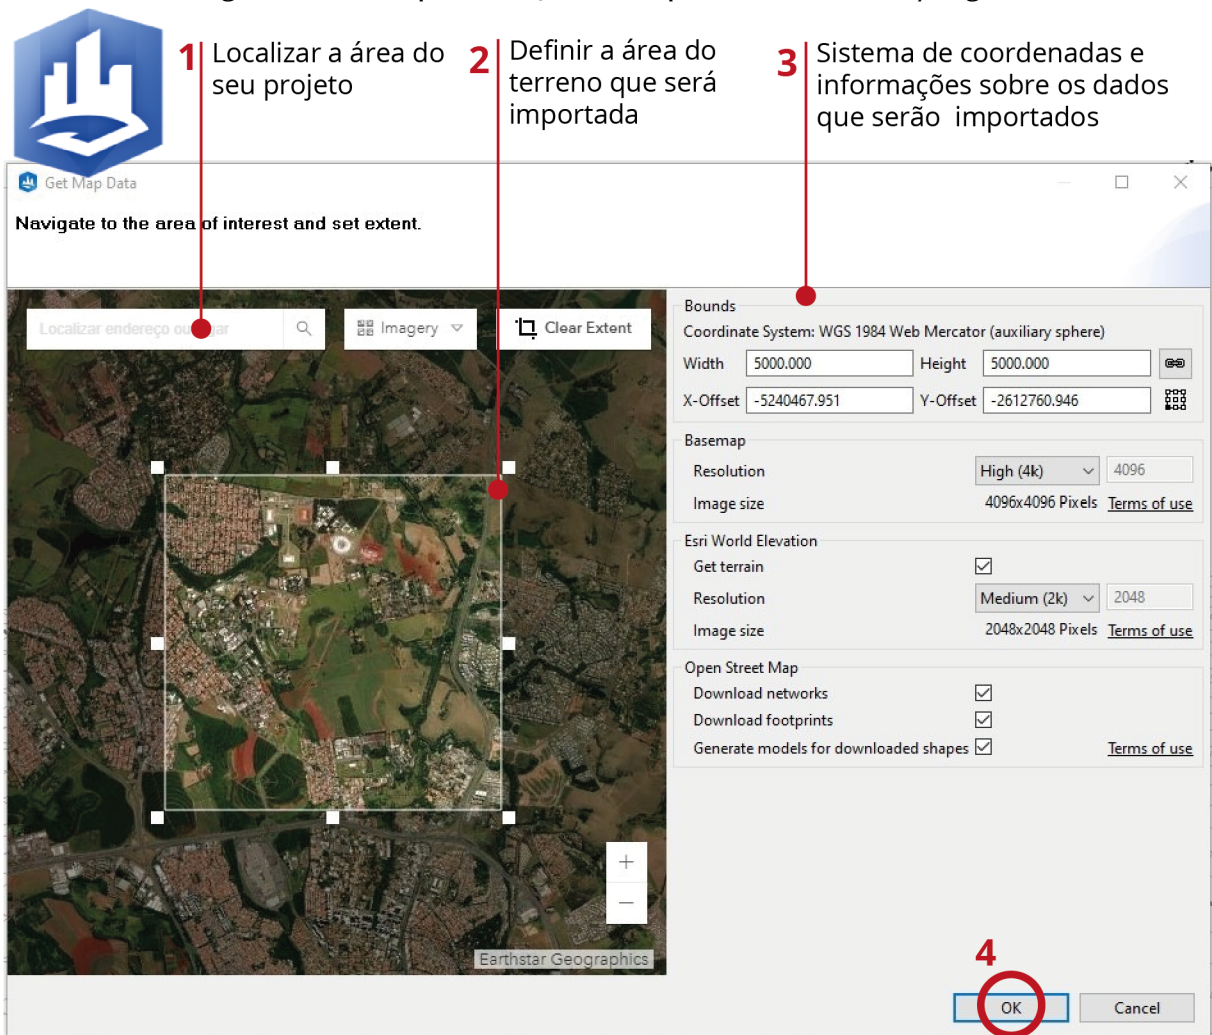 1
Localizar a área do
seu projeto
2
Definir a área do
terreno que será
importada
3
Sistema de coordenadas e
informações sobre os dados
que serão importados
Get Map Data
Navigate to the area of interest and set extent.
Localizar endereço ou
Imagery
Clear Extent
Earthstar Geographics
Bounds
Coordinate System: WGS 1984 Web Mercator (auxiliary sphere)
Width 5000.000 Height 5000.000
X-Offset -5240467.951 Y-Offset -2612760.946
Basemap
Resolution High (4k) 4096
Image size 4096x4096 Pixels Terms of use
Esri World Elevation
Get terrain
Resolution Medium (2k) 2048
Image size 2048x2048 Pixels Terms of use
Open Street Map
Download networks
Download footprints
Generate models for downloaded shapes Terms of use
4
OK Cancel